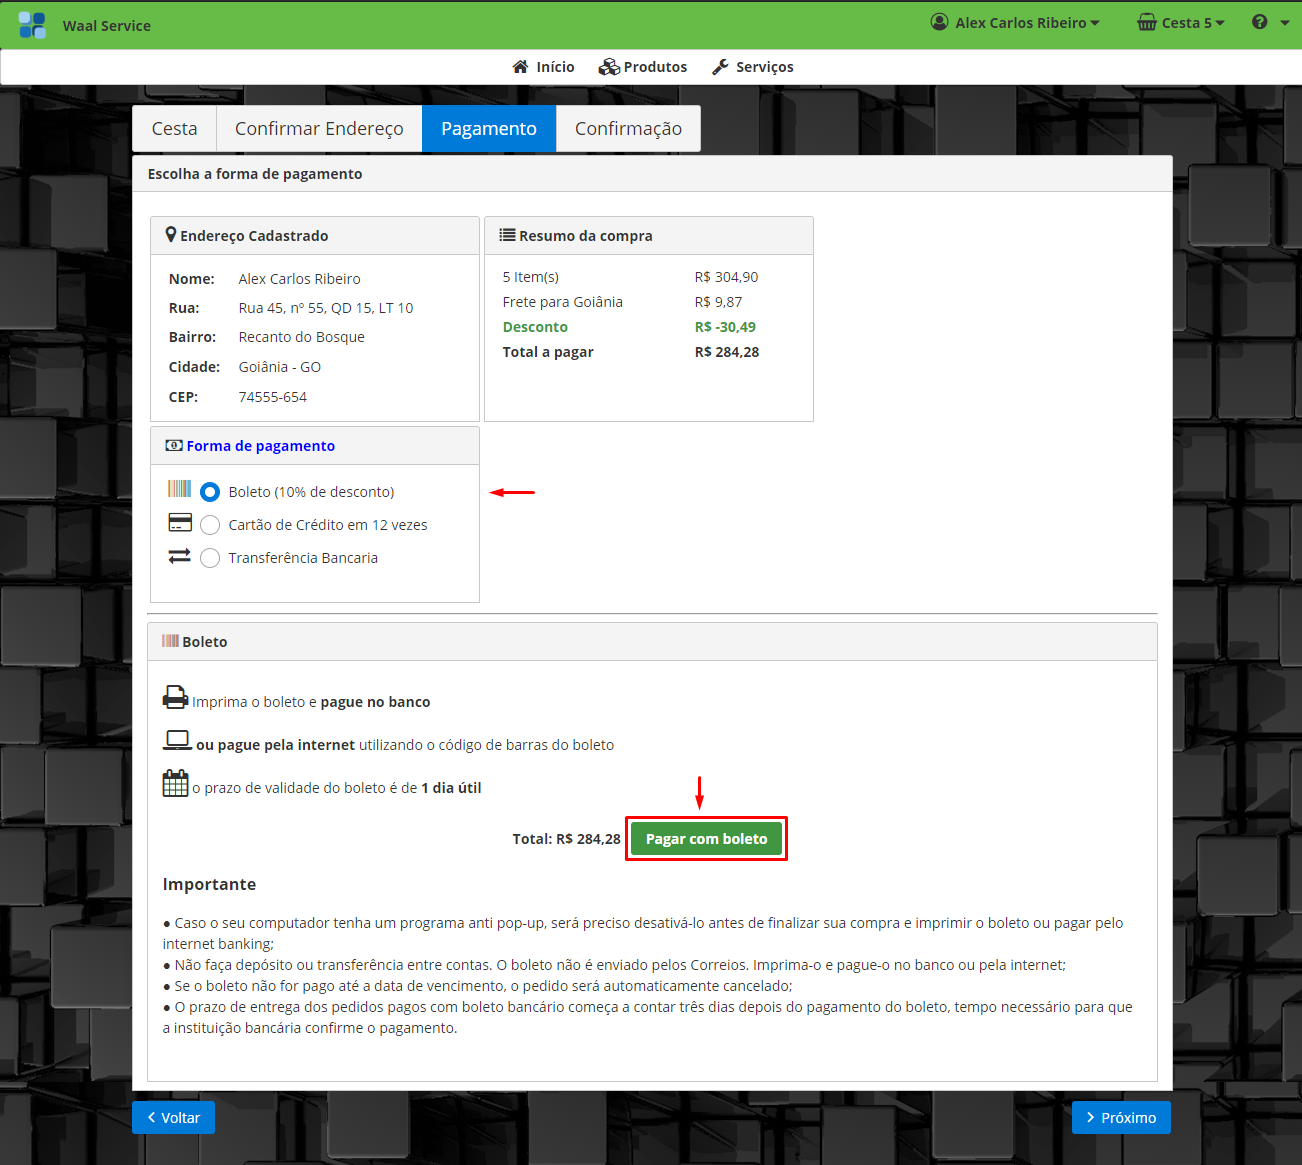 Waal Service
Alex Carlos Ribeiro
Cesta 5
Início
Produtos
Serviços
Cesta
Confirmar Endereço
Pagamento
Confirmação
Escolha a forma de pagamento
Endereço Cadastrado
Nome: Alex Carlos Ribeiro
Rua: Rua 45, nº 55, QD 15, LT 10
Bairro: Recanto do Bosque
Cidade: Goiânia - GO
CEP: 74555-654
Resumo da compra
5 Item(s) R$ 304,90
Frete para Goiânia R$ 9,87
Desconto R$ -30,49
Total a pagar R$ 284,28
Forma de pagamento
Boleto (10% de desconto)
Cartão de Crédito em 12 vezes
Transferência Bancaria
Boleto
Imprima o boleto e pague no banco
ou pague pela internet utilizando o código de barras do boleto
o prazo de validade do boleto é de 1 dia útil
Total: R$ 284,28 Pagar com boleto
Importante
● Caso o seu computador tenha um programa anti pop-up, será preciso desativá-lo antes de finalizar sua compra e imprimir o boleto ou pagar pelo
internet banking;
● Não faça depósito ou transferência entre contas. O boleto não é enviado pelos Correios. Imprima-o e pague-o no banco ou pela internet;
● Se o boleto não for pago até a data de vencimento, o pedido será automaticamente cancelado;
● O prazo de entrega dos pedidos pagos com boleto bancário começa a contar três dias depois do pagamento do boleto, tempo necessário para que
a instituição bancária confirme o pagamento.
Voltar
Próximo